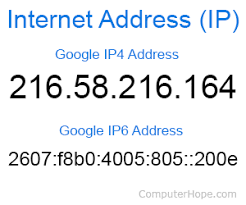 Internet Address (IP)
Google IP4 Address
216.58.216.164
Google IP6 Address
2607:f8b0:4005:805::200e
ComputerHope.com